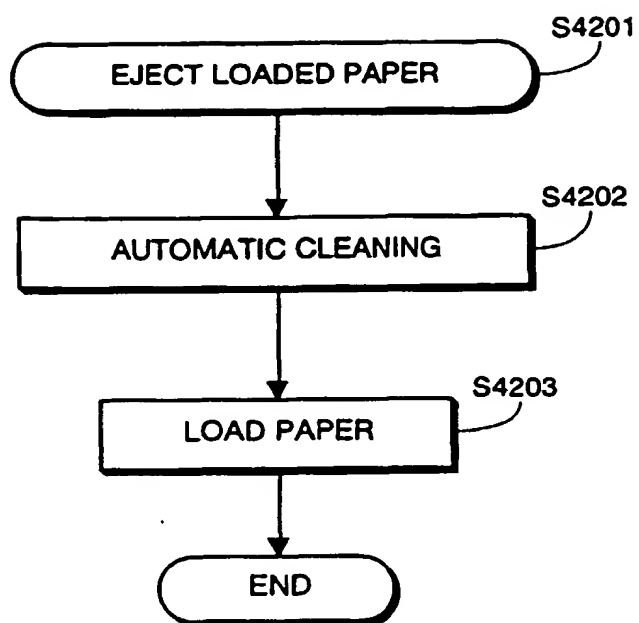 S4201
EJECT LOADED PAPER
S4202
AUTOMATIC CLEANING
S4203
LOAD PAPER
END